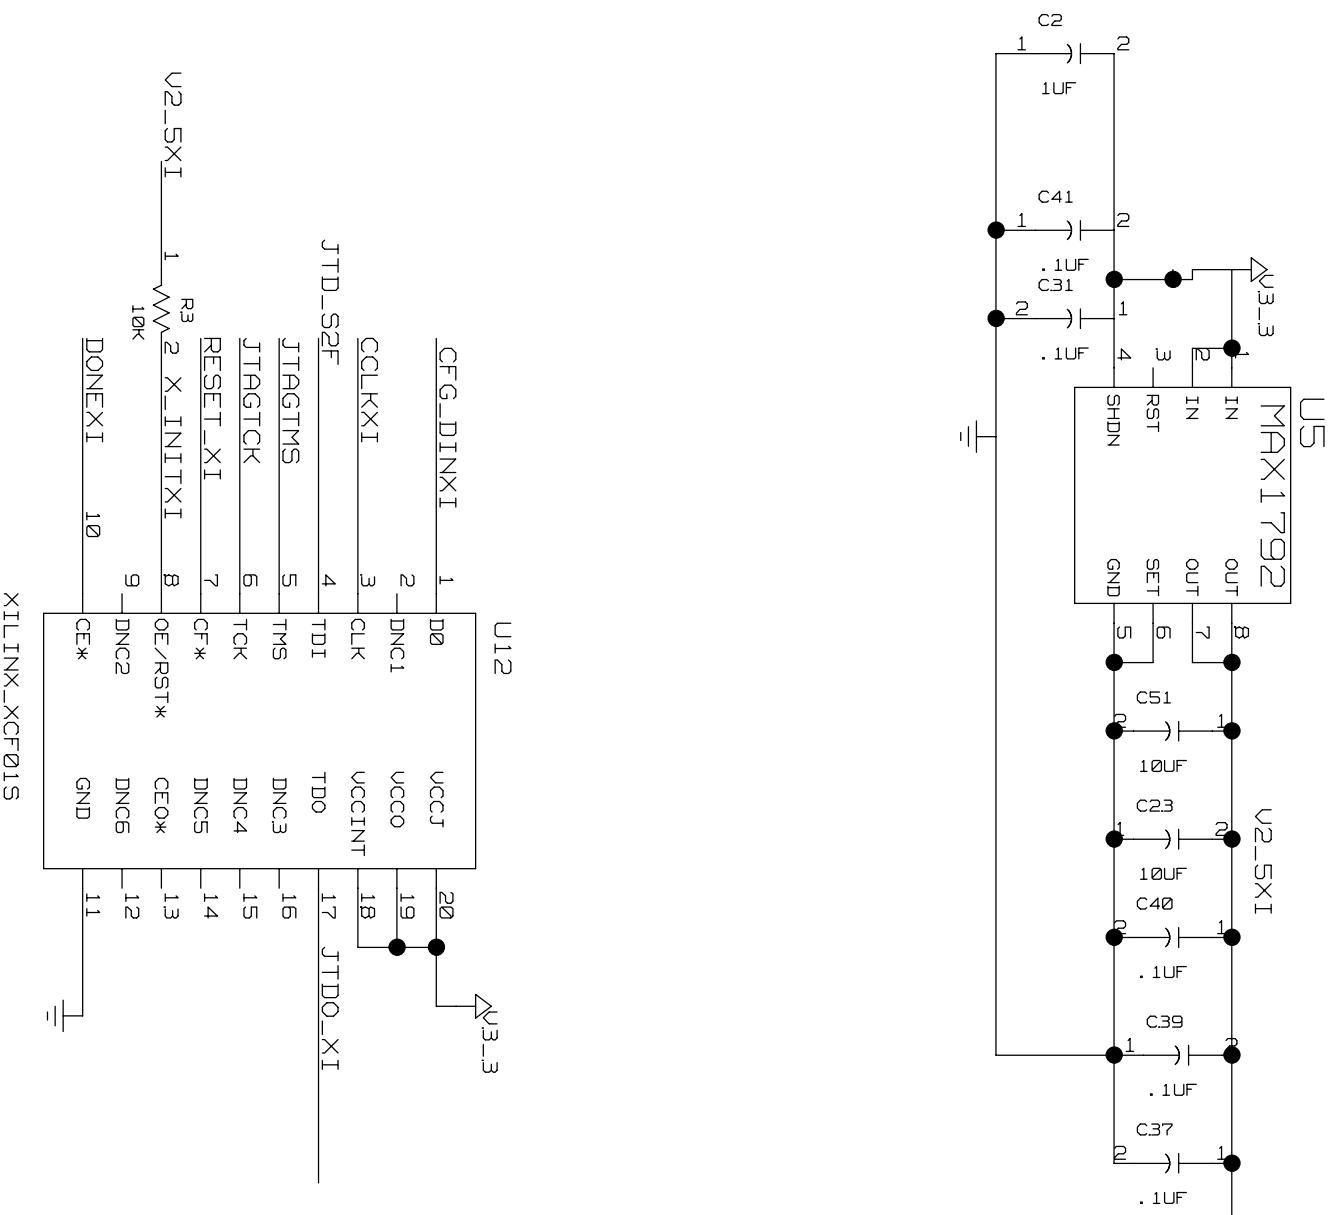 C2
1
2
1UF
C41
1
2
.1UF
C31
2
1
.1UF
V3_3
4
3
2
1
U5
MAX1792
SHDN
RST
IN
IN
GND
SET
OUT
OUT
5
6
7
8
C51
2
1
10UF
C23
1
2
10UF
V2_5XI
C40
2
1
.1UF
C39
1
2
.1UF
C37
2
1
.1UF
V2_5XI
1
R3
10K
2
X_INITXI
DONEXI
RESET_XI
JTAGTCK
JTAGTMS
JTD_S2F
CCLKXI
CFG_DINXI
10
9
8
7
6
5
4
3
2
1
U12
XILINX_XCF01S
CE*
DNC2
OE/RST*
CF*
TCK
TMS
TDI
CLK
DNC1
D0
GND
DNC6
CEO*
DNC5
DNC4
DNC3
TDO
VCCINT
VCCO
VCCJ
11
12
13
14
15
16
17
18
19
20
JTDO_XI
V3_3